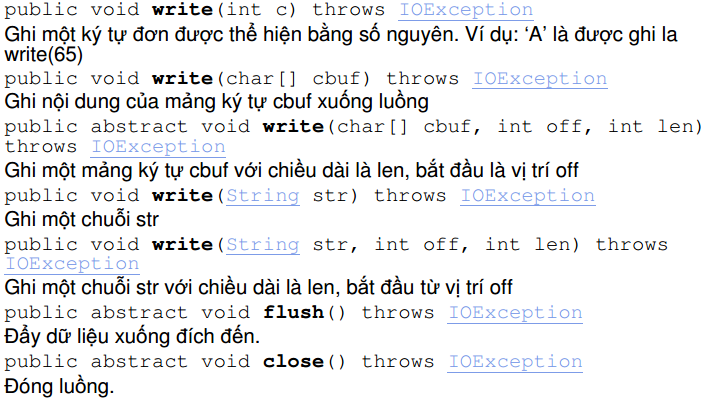 public void write(int c) throws IOException
Ghi một ký tự đơn được thể hiện bằng số nguyên. Ví dụ: ‘A’ là được ghi la
write(65)
public void write(char[] cbuf) throws IOException
Ghi nội dung của mảng ký tự cbuf xuống luồng
public abstract void write(char[] cbuf, int off, int len)
throws IOException
Ghi một mảng ký tự cbuf với chiều dài là len, bắt đầu là vị trí off
public void write(String str) throws IOException
Ghi một chuỗi str
public void write(String str, int off, int len) throws
IOException
Ghi một chuỗi str với chiều dài là len, bắt đầu từ vị trí off
public abstract void flush() throws IOException
Đẩy dữ liệu xuống đích đến.
public abstract void close() throws IOException
Đóng luồng.